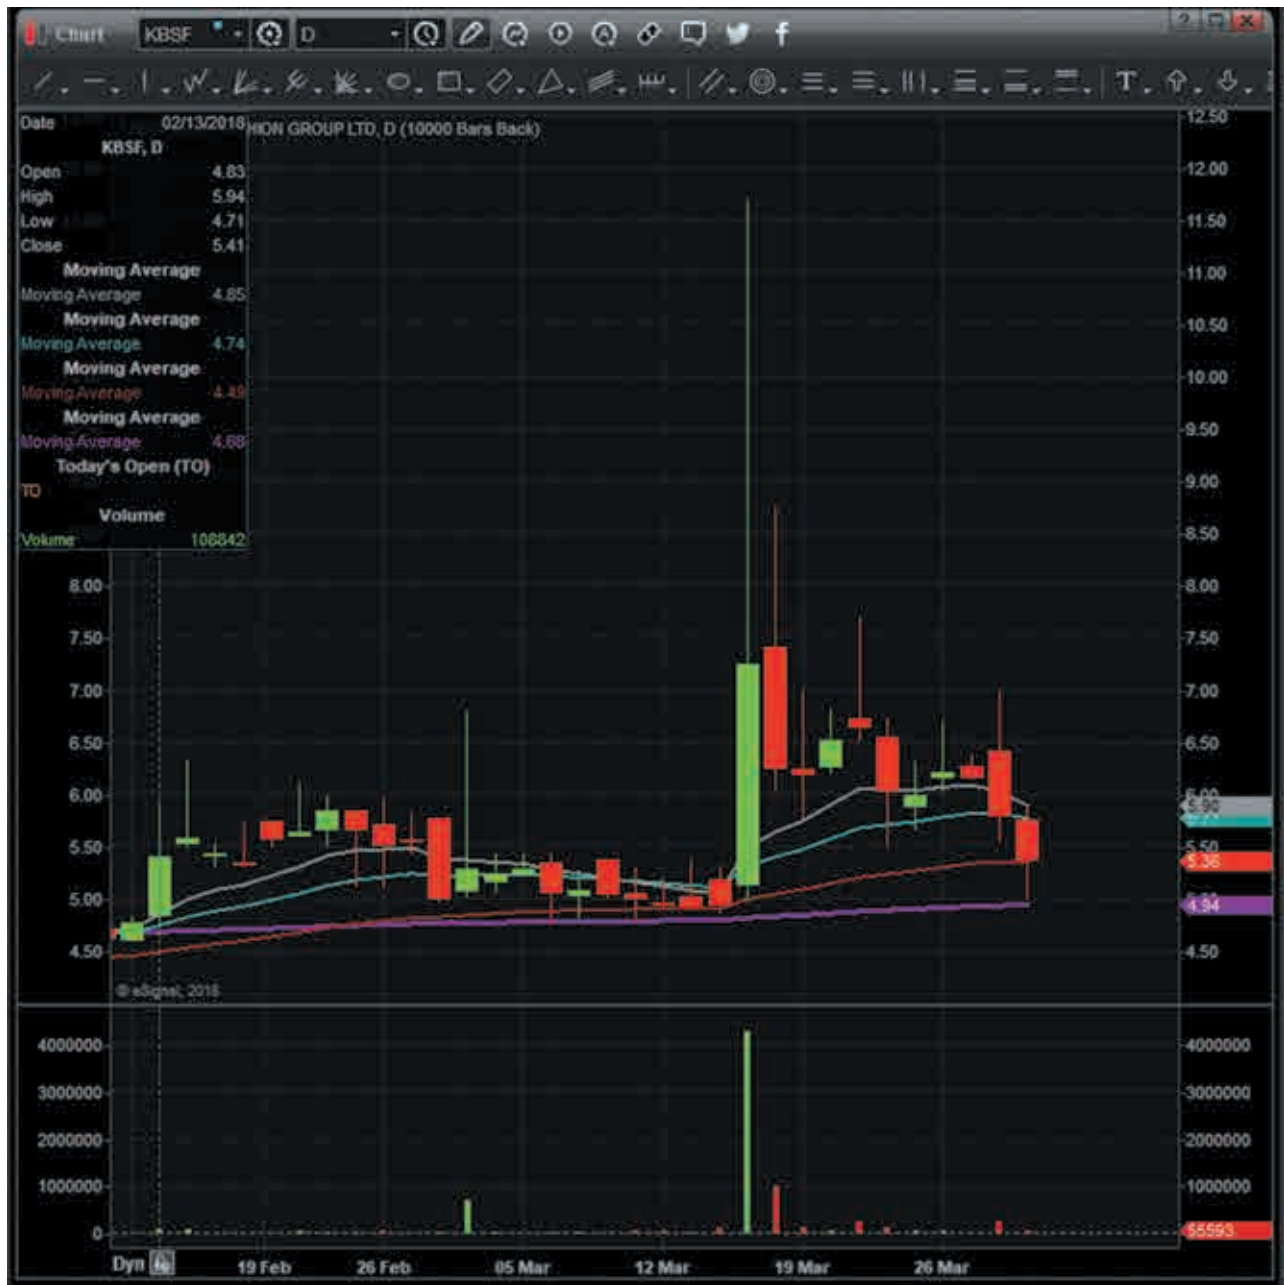 Chart KBSF D
T
Date 02/13/2018 HION GROUP LTD, D (10000 Bars Back)
KBSF, D
Open 4.83
High 5.94
Low 4.71
Close 5.41
Moving Average
Moving Average 4.85
Moving Average
Moving Average 4.74
Moving Average
Moving Average 4.49
Moving Average
Moving Average 4.68
Today's Open (TO)
TO
Volume
Volume 108842
12.50
12.00
11.50
11.00
10.50
10.00
9.50
9.00
8.50
8.00 8.00
7.50 7.50
7.00 7.00
6.50 6.50
6.00 6.00
5.90
5.50 5.50
5.36
5.00
4.94
4.50 4.50
© eSignal, 2018
4000000 4000000
3000000 3000000
2000000 2000000
1000000 1000000
0
55593
Dyn 19 Feb 26 Feb 05 Mar 12 Mar 19 Mar 26 Mar